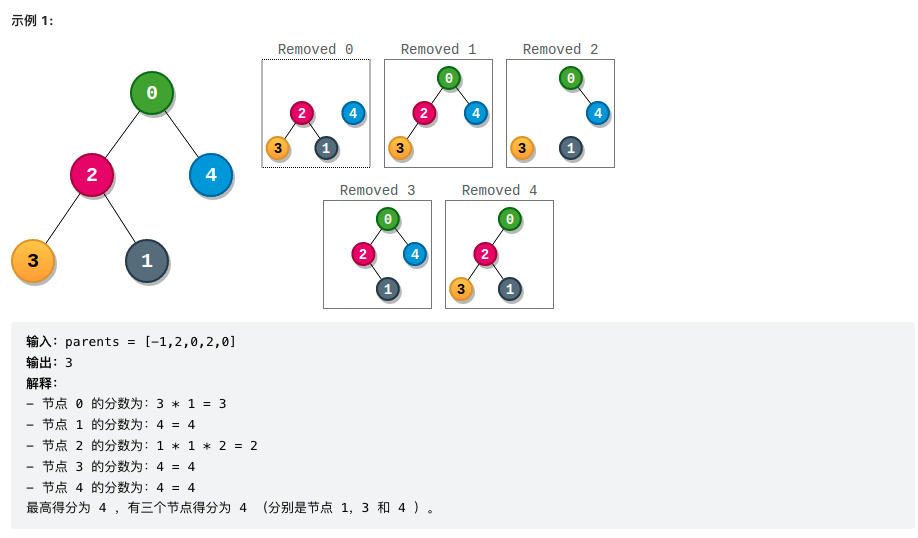 示例 1:
Removed 0
Removed 1
Removed 2
0
2
4
3
1
2
4
3
1
0
2
4
3
0
4
3
1
Removed 3
Removed 4
0
2
4
1
0
2
3
1
输入: parents = [-1,2,0,2,0]
输出: 3
解释:
- 节点 0 的分数为: 3 * 1 = 3
- 节点 1 的分数为: 4 = 4
- 节点 2 的分数为: 1 * 1 * 2 = 2
- 节点 3 的分数为: 4 = 4
- 节点 4 的分数为: 4 = 4
最高得分为 4 ，有三个节点得分为 4 （分别是节点 1，3 和 4 ）。